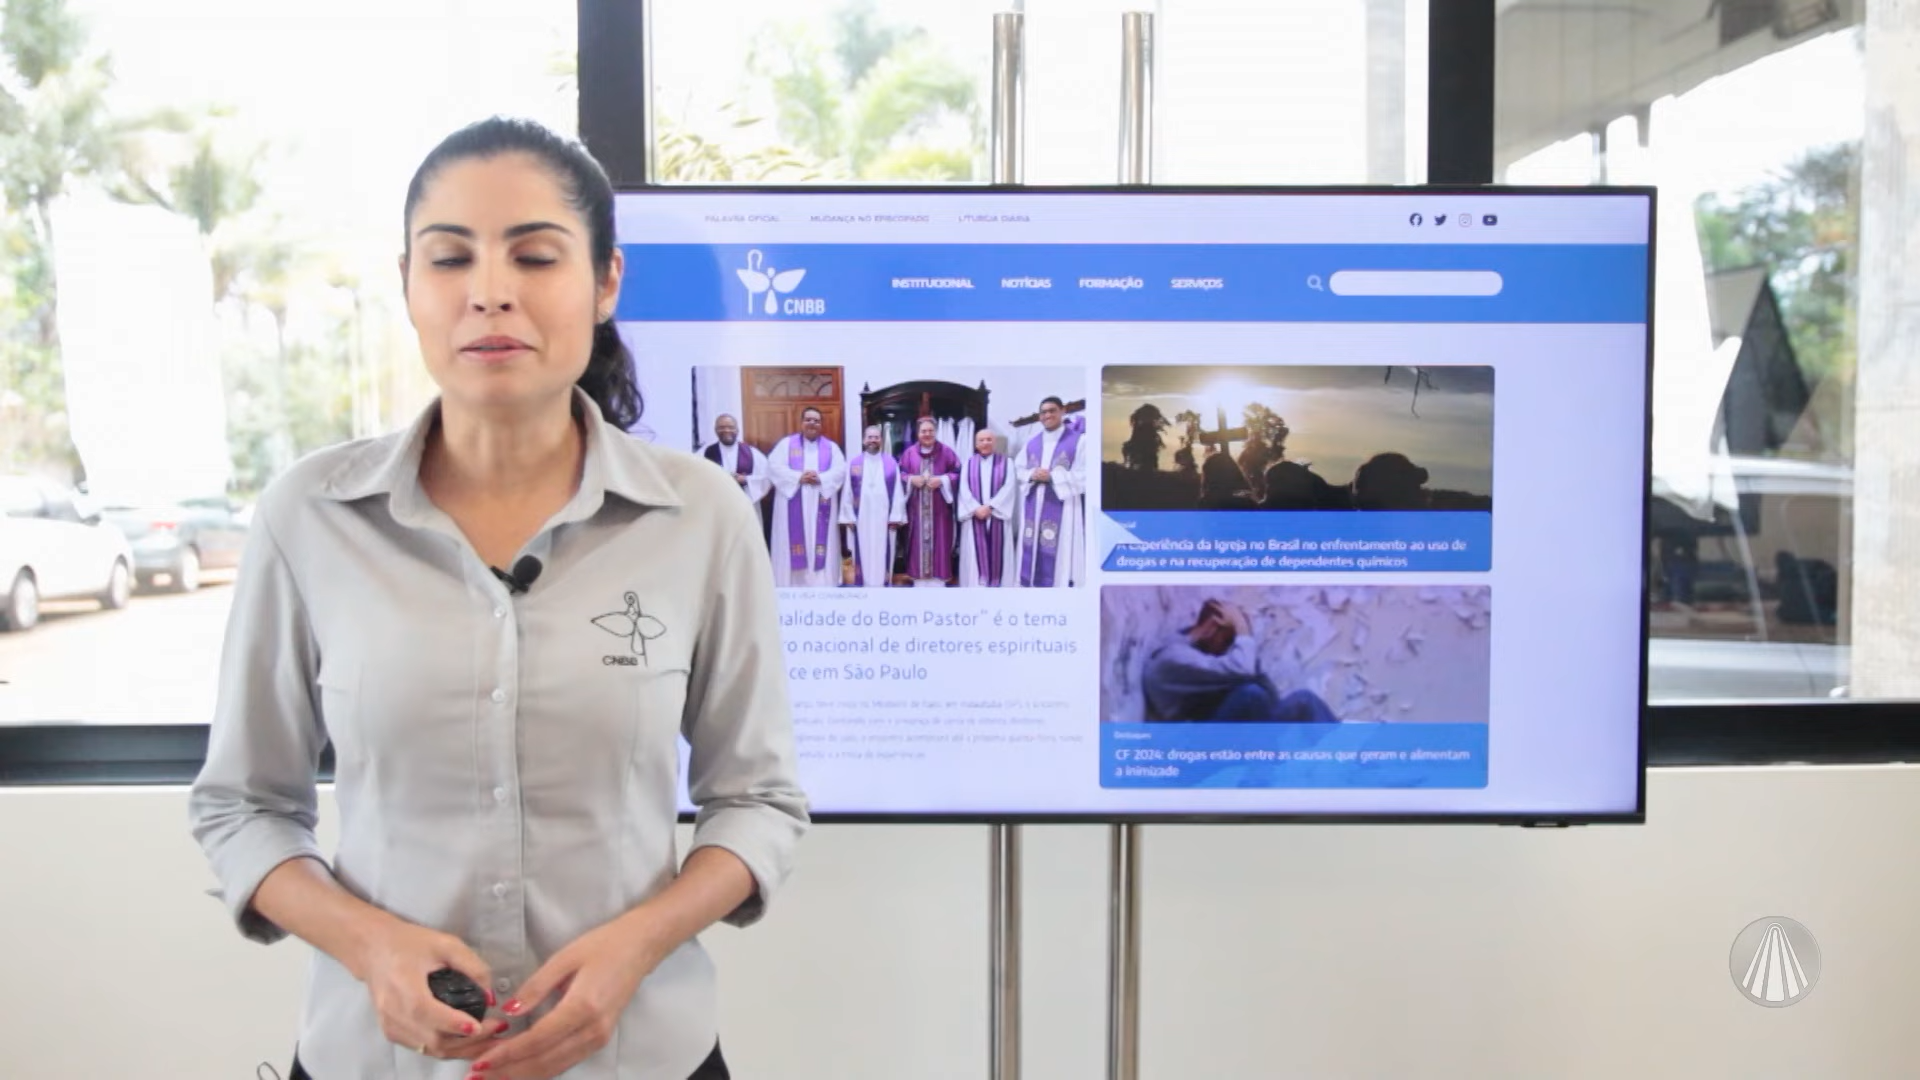 PALAVRA OFICIAL
MUDANÇA NO EPISCOPADO
LITURGIA DIÁRIA
CNBB
INSTITUCIONAL
NOTÍCIAS
FORMAÇÃO
SERVIÇOS
A experiência da Igreja no Brasil no enfrentamento ao uso de
drogas e na recuperação de dependentes químicos
ialidade do Bom Pastor” é o tema
ro nacional de diretores espirituais
ce em São Paulo
Destaques
CF 2024: drogas estão entre as causas que geram e alimentam
a inimizade
CNBB